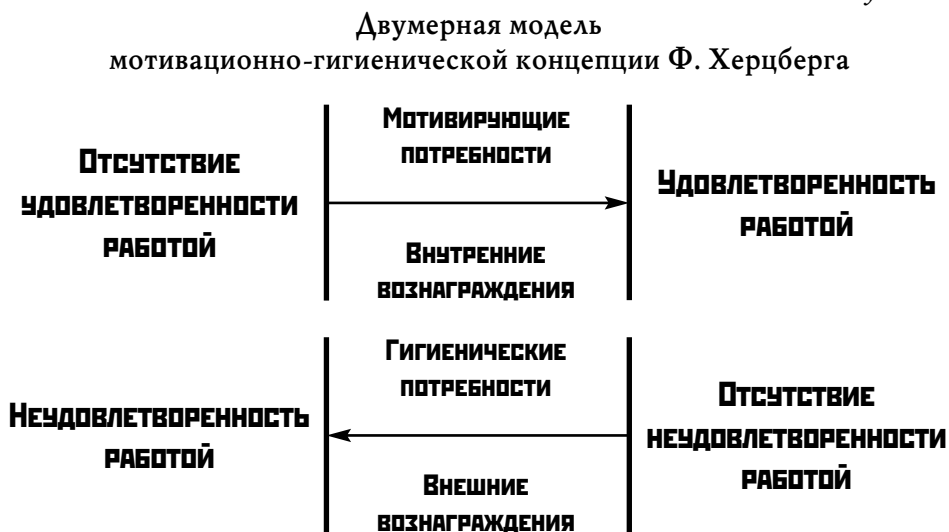 Двумерная модель
мотивационно-гигиенической концепции Ф. Херцберга
Мотивирующие
потребности
Отсутствие
удовлетворенности
работой
Удовлетворенность
работой
Внутренние
вознаграждения
Гигиенические
потребности
Неудовлетворенность
работой
Отсутствие
неудовлетворенности
работой
Внешние
вознаграждения